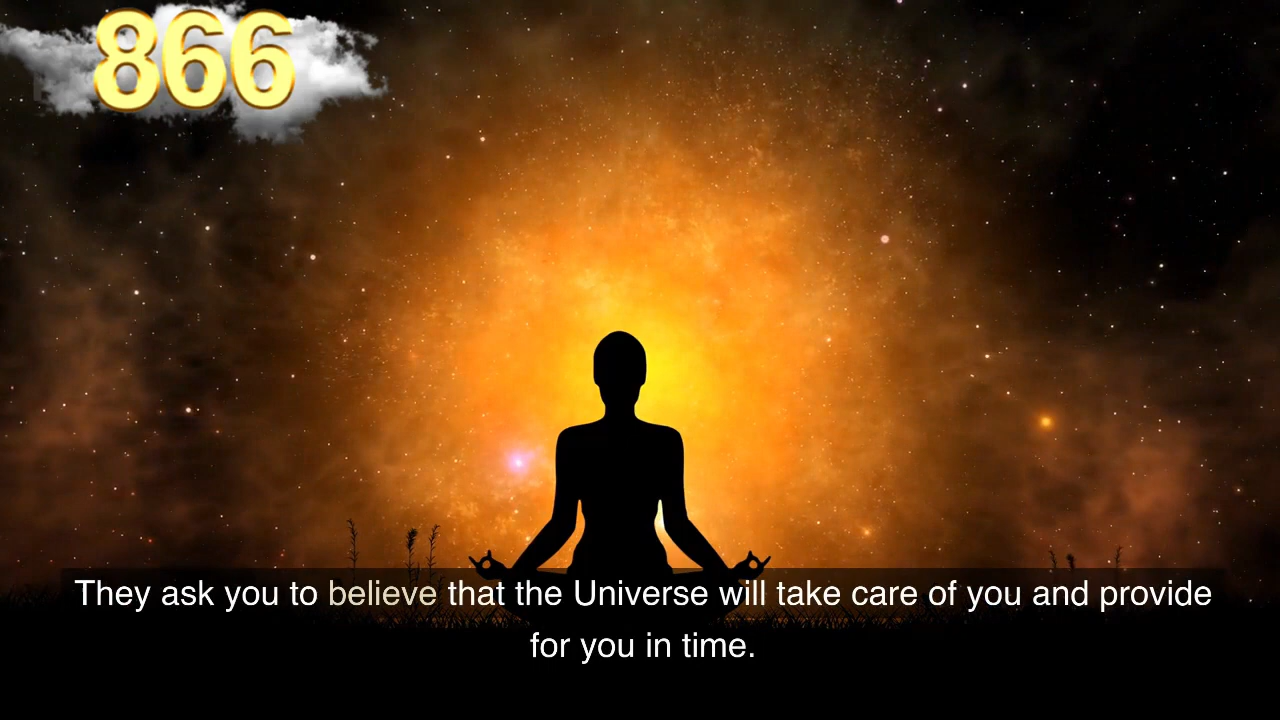 866
They ask you to believe that the Universe will take care of you and provide
for you in time.